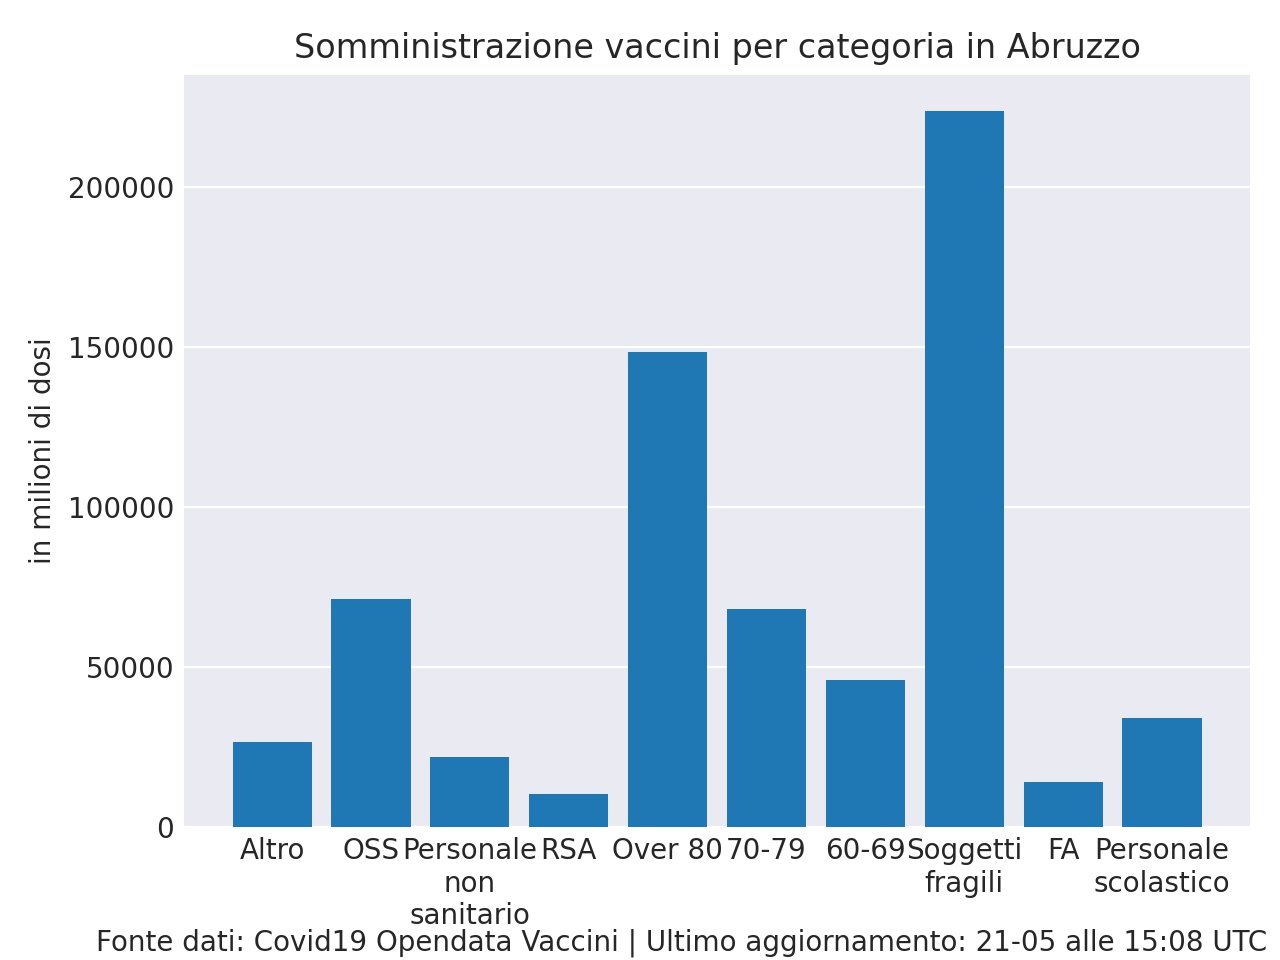 Somministrazione vaccini per categoria in Abruzzo
in milioni di dosi
200000
150000
100000
50000
0
Altro
OSS
Personale
non
sanitario
RSA
Over 80
70-79
60-69
Soggetti
fragili
FA
Personale
scolastico
Fonte dati: Covid19 Opendata Vaccini | Ultimo aggiornamento: 21-05 alle 15:08 UTC